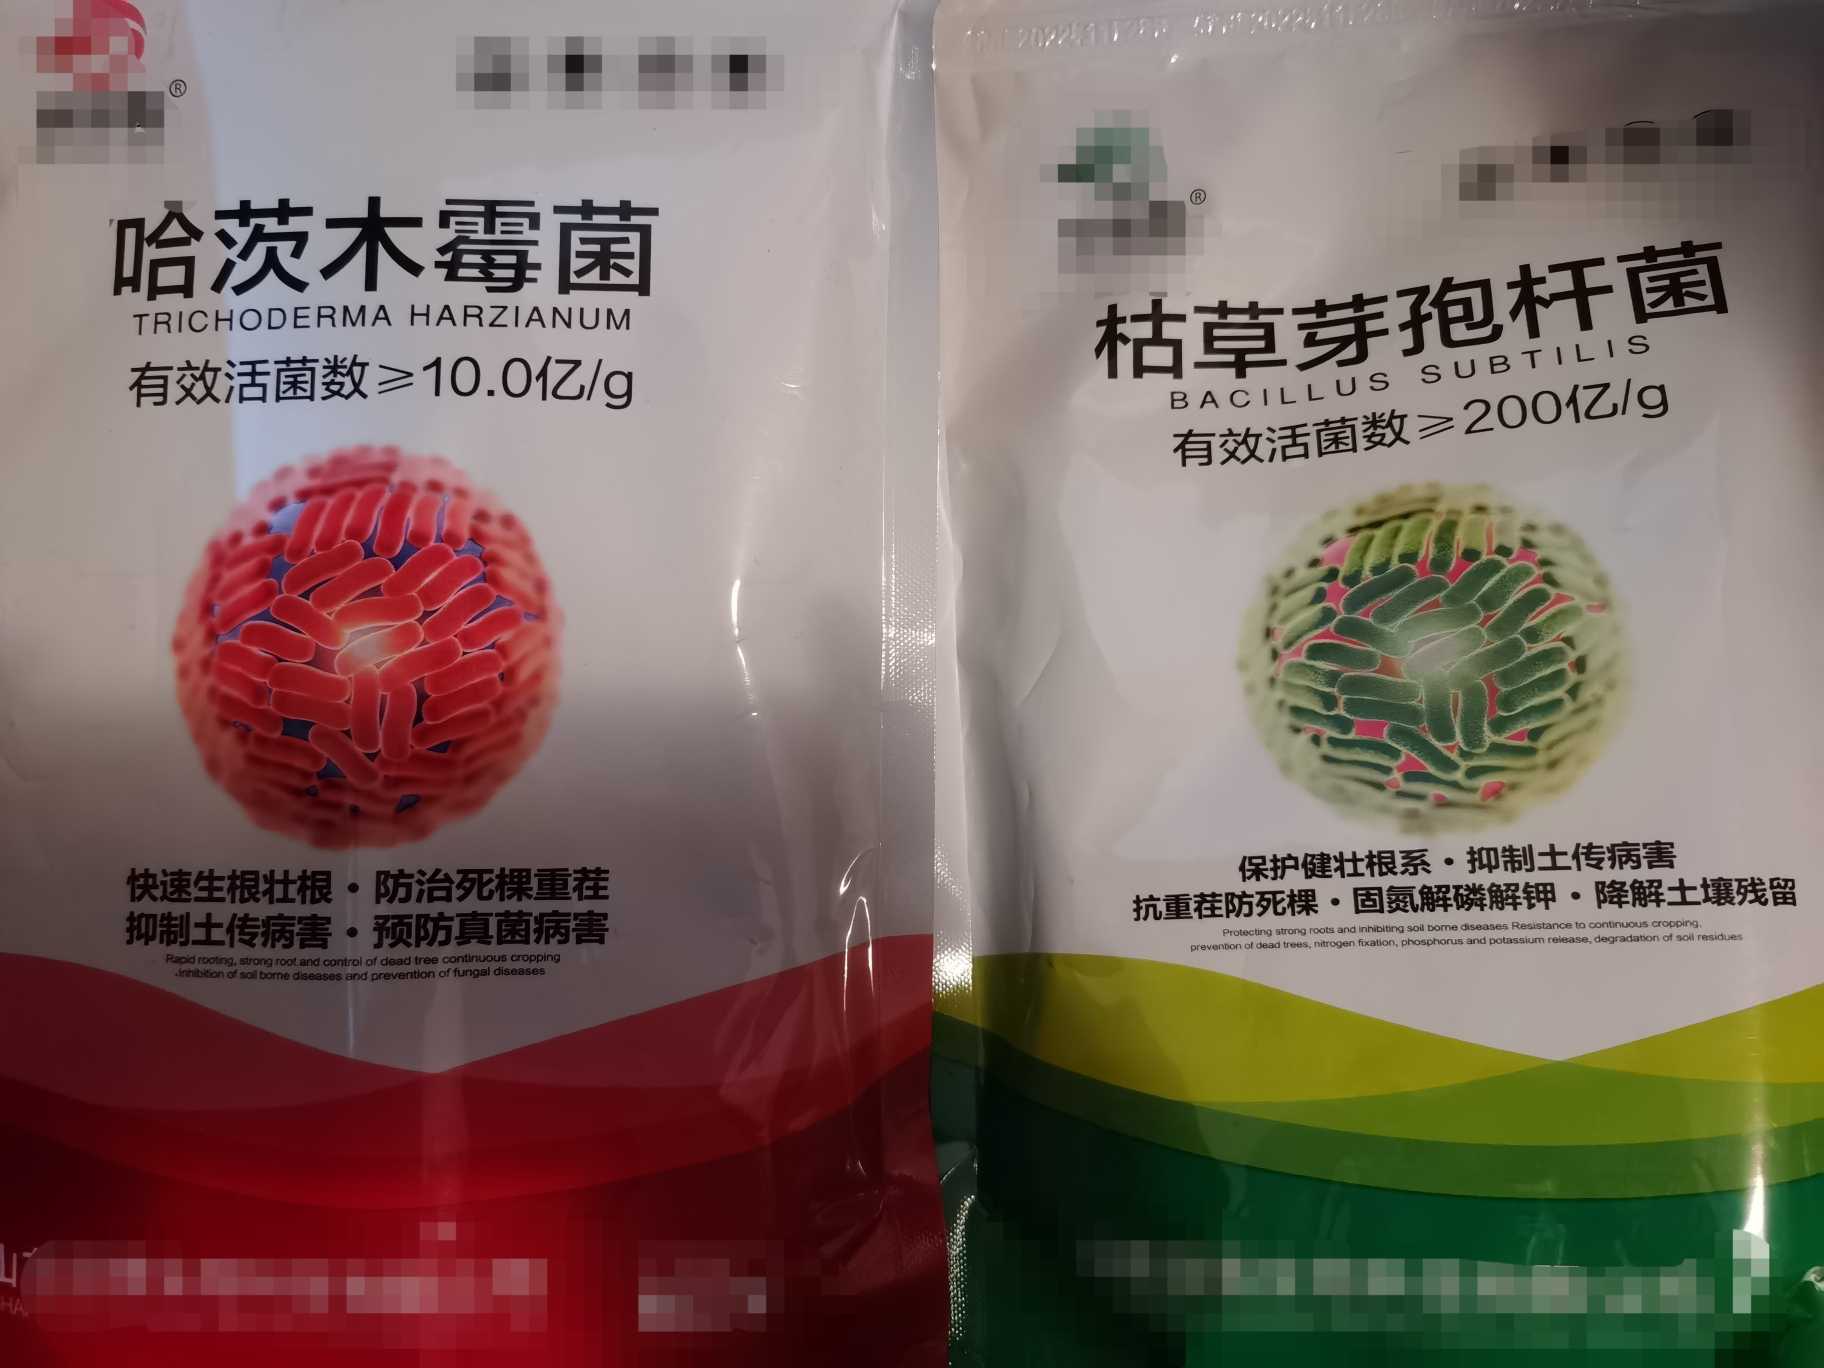 ®
哈茨木霉菌
TRICHODERMA HARZIANUM
有效活菌数≥10.0亿/g
快速生根壮根·防治死棵重茬
抑制土传病害·预防真菌病害
Rapid rooting, strong root and control of dead tree continuous cropping
.inhibition of soil borne diseases and prevention of fungal diseases
山
®
枯草芽孢杆菌
BACILLUS SUBTILIS
有效活菌数≥200亿/g
保护健壮根系·抑制土传病害
抗重茬防死棵·固氮解磷解钾·降解土壤残留
Protecting strong roots and inhibiting soil borne diseases Resistance to continuous cropping,
prevention of dead trees, nitrogen fixation, phosphorus and potassium release, degradation of soil residues